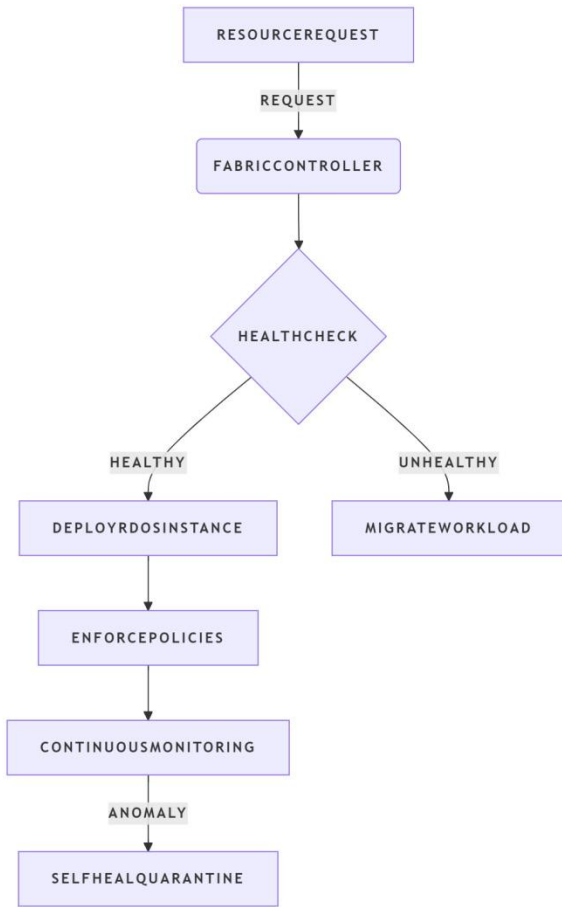 RESOURCEREQUEST
REQUEST
FABRICCONTROLLER
HEALTHCHECK
HEALTHY
UNHEALTHY
DEPLOYRDOSINSTANCE
MIGRATEWORKLOAD
ENFORCEPOLICIES
CONTINUOUSMONITORING
ANOMALY
SELFHEALQUARANTINE